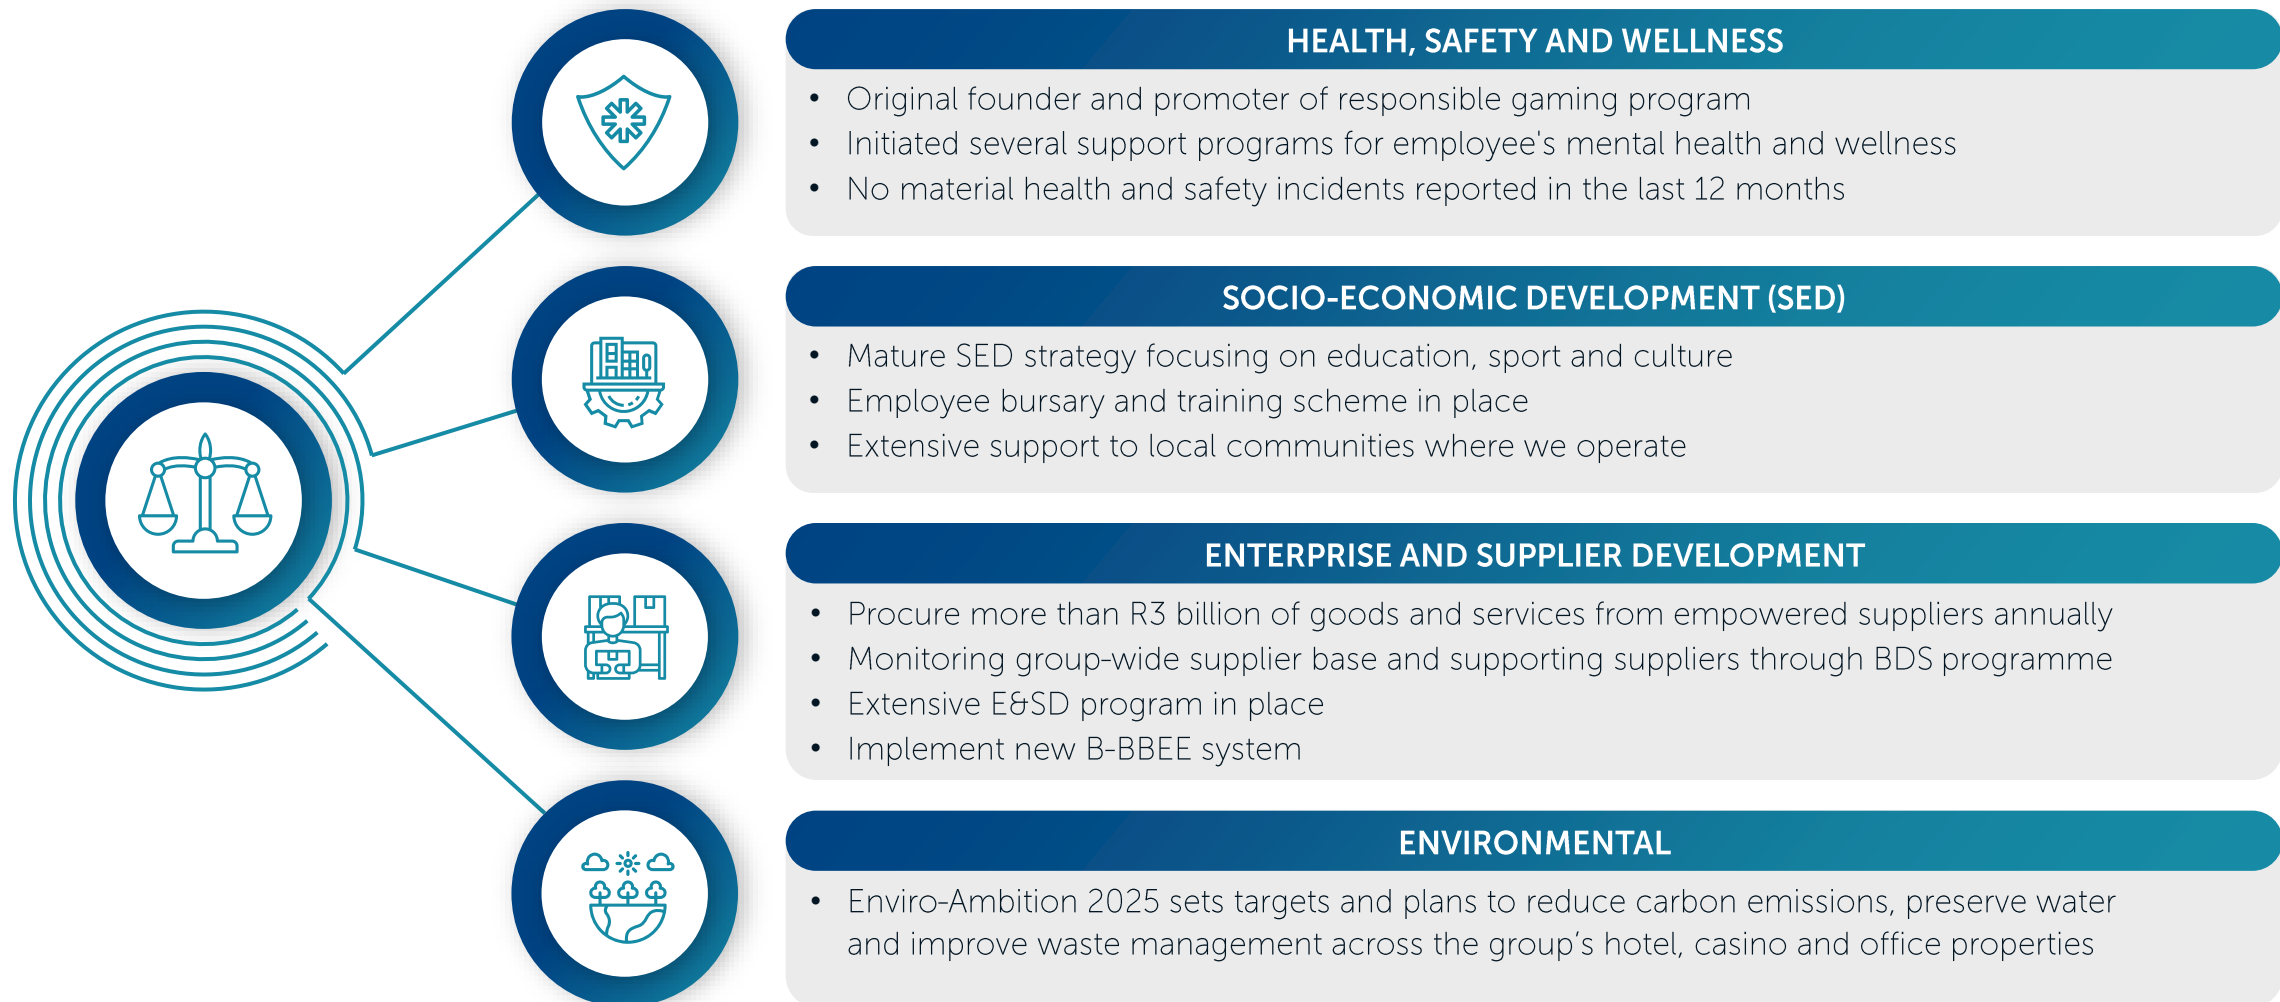 HEALTH, SAFETY AND WELLNESS
• Original founder and promoter of responsible gaming program
• Initiated several support programs for employee's mental health and wellness
• No material health and safety incidents reported in the last 12 months
SOCIO-ECONOMIC DEVELOPMENT (SED)
• Mature SED strategy focusing on education, sport and culture
• Employee bursary and training scheme in place
• Extensive support to local communities where we operate
ENTERPRISE AND SUPPLIER DEVELOPMENT
• Procure more than R3 billion of goods and services from empowered suppliers annually
• Monitoring group-wide supplier base and supporting suppliers through BDS programme
• Extensive E&SD program in place
• Implement new B-BBEE system
ENVIRONMENTAL
• Enviro-Ambition 2025 sets targets and plans to reduce carbon emissions, preserve water
and improve waste management across the group’s hotel, casino and office properties